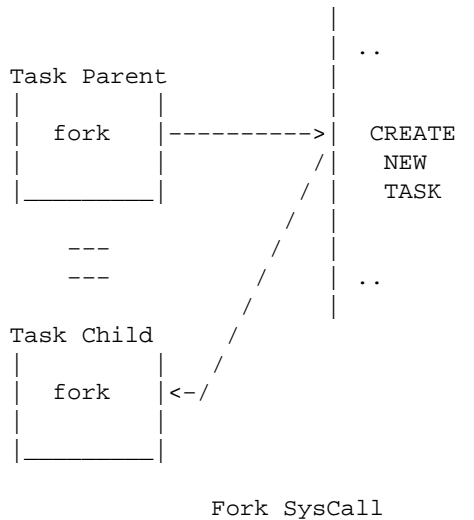 ..
Task Parent
fork
CREATE
NEW
TASK
..
Task Child
fork
Fork SysCall